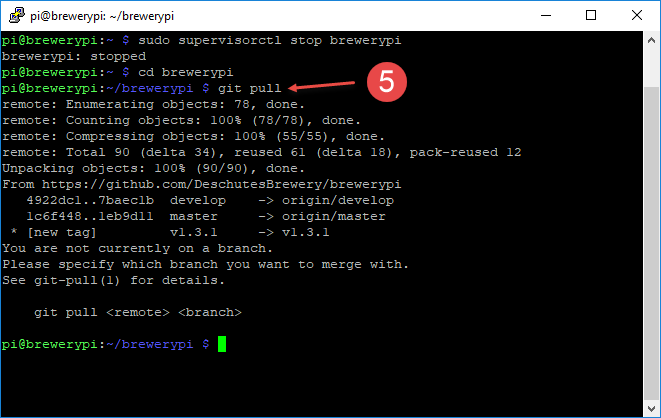 pi@brewerypi: ~/brewerypi
pi@brewerypi:~ $ sudo supervisorctl stop brewerypi
brewerypi: stopped
pi@brewerypi:~ $ cd brewerypi
pi@brewerypi:~/brewerypi $ git pull
5
remote: Enumerating objects: 78, done.
remote: Counting objects: 100% (78/78), done.
remote: Compressing objects: 100% (55/55), done.
remote: Total 90 (delta 34), reused 61 (delta 18), pack-reused 12
Unpacking objects: 100% (90/90), done.
From https://github.com/DeschutesBrewery/brewerypi
   4922dc1..7baec1b  develop    -> origin/develop
   1c6f448..1eb9d11  master     -> origin/master
 * [new tag]         v1.3.1     -> v1.3.1
You are not currently on a branch.
Please specify which branch you want to merge with.
See git-pull(1) for details.
    git pull <remote> <branch>
pi@brewerypi:~/brewerypi $